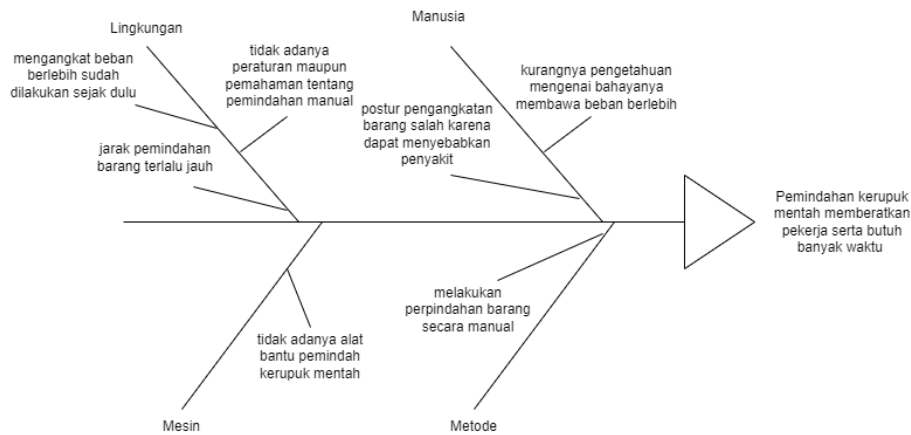 Lingkungan
mengangkat beban
berlebih sudah
dilakukan sejak dulu
tidak adanya
peraturan maupun
pemahaman tentang
pemindahan manual
jarak pemindahan
barang terlalu jauh
Manusia
kurangnya pengetahuan
mengenai bahayanya
membawa beban berlebih
postur pengangkatan
barang salah karena
dapat menyebabkan
penyakit
Pemindahan kerupuk
mentah memberatkan
pekerja serta butuh
banyak waktu
tidak adanya alat
bantu pemindah
kerupuk mentah
Mesin
melakukan
perpindahan barang
secara manual
Metode